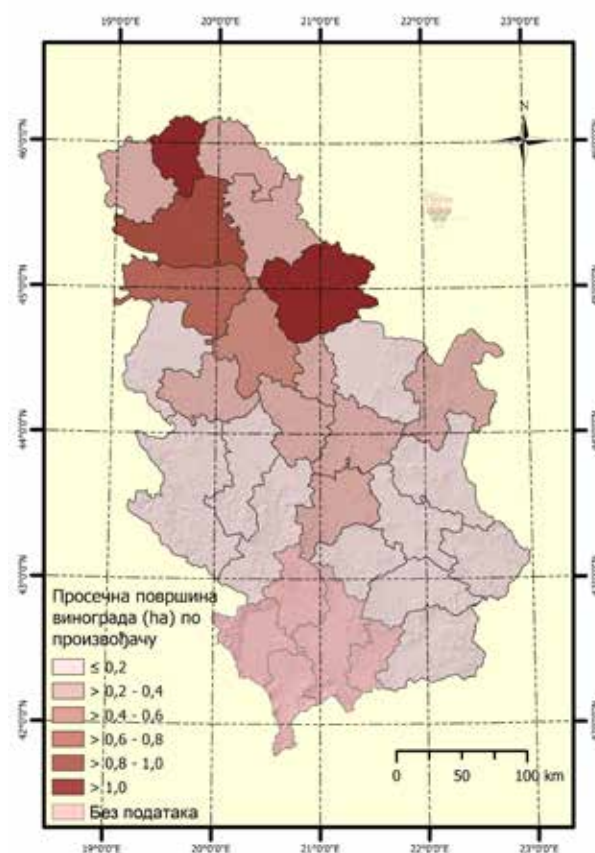 19°0'0"E 20°0'0"E 21°0'0"E 22°0'0"E 23°0'0"E
N
46°0'0"N
45°0'0"N
44°0'0"N
43°0'0"N
42°0'0"N
Просечна површина
винограда (ha) по
произвођачу
≤ 0,2
> 0,2 - 0,4
> 0,4 - 0,6
> 0,6 - 0,8
> 0,8 - 1,0
> 1,0
Без података
0 50 100 km
19°0'0"E 20°0'0"E 21°0'0"E 22°0'0"E 23°0'0"E